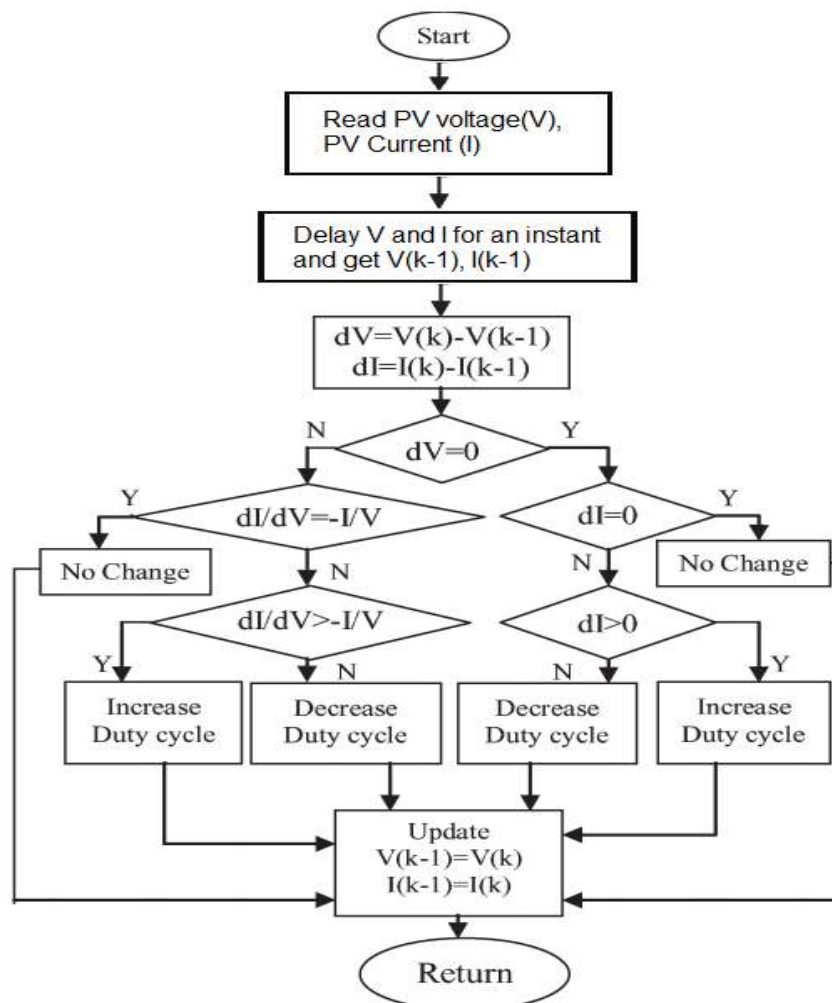 Start
Read PV voltage(V),
PV Current (I)
Delay V and I for an instant
and get V(k-1), I(k-1)
dV=V(k)-V(k-1)
dI=I(k)-I(k-1)
N
dV=0
Y
Y
dI/dV=-I/V
dI=0
Y
No Change
N
N
No Change
dI/dV>-I/V
dI>0
Y
N
N
Y
Increase
Duty cycle
Decrease
Duty cycle
Decrease
Duty cycle
Increase
Duty cycle
Update
V(k-1)=V(k)
I(k-1)=I(k)
Return